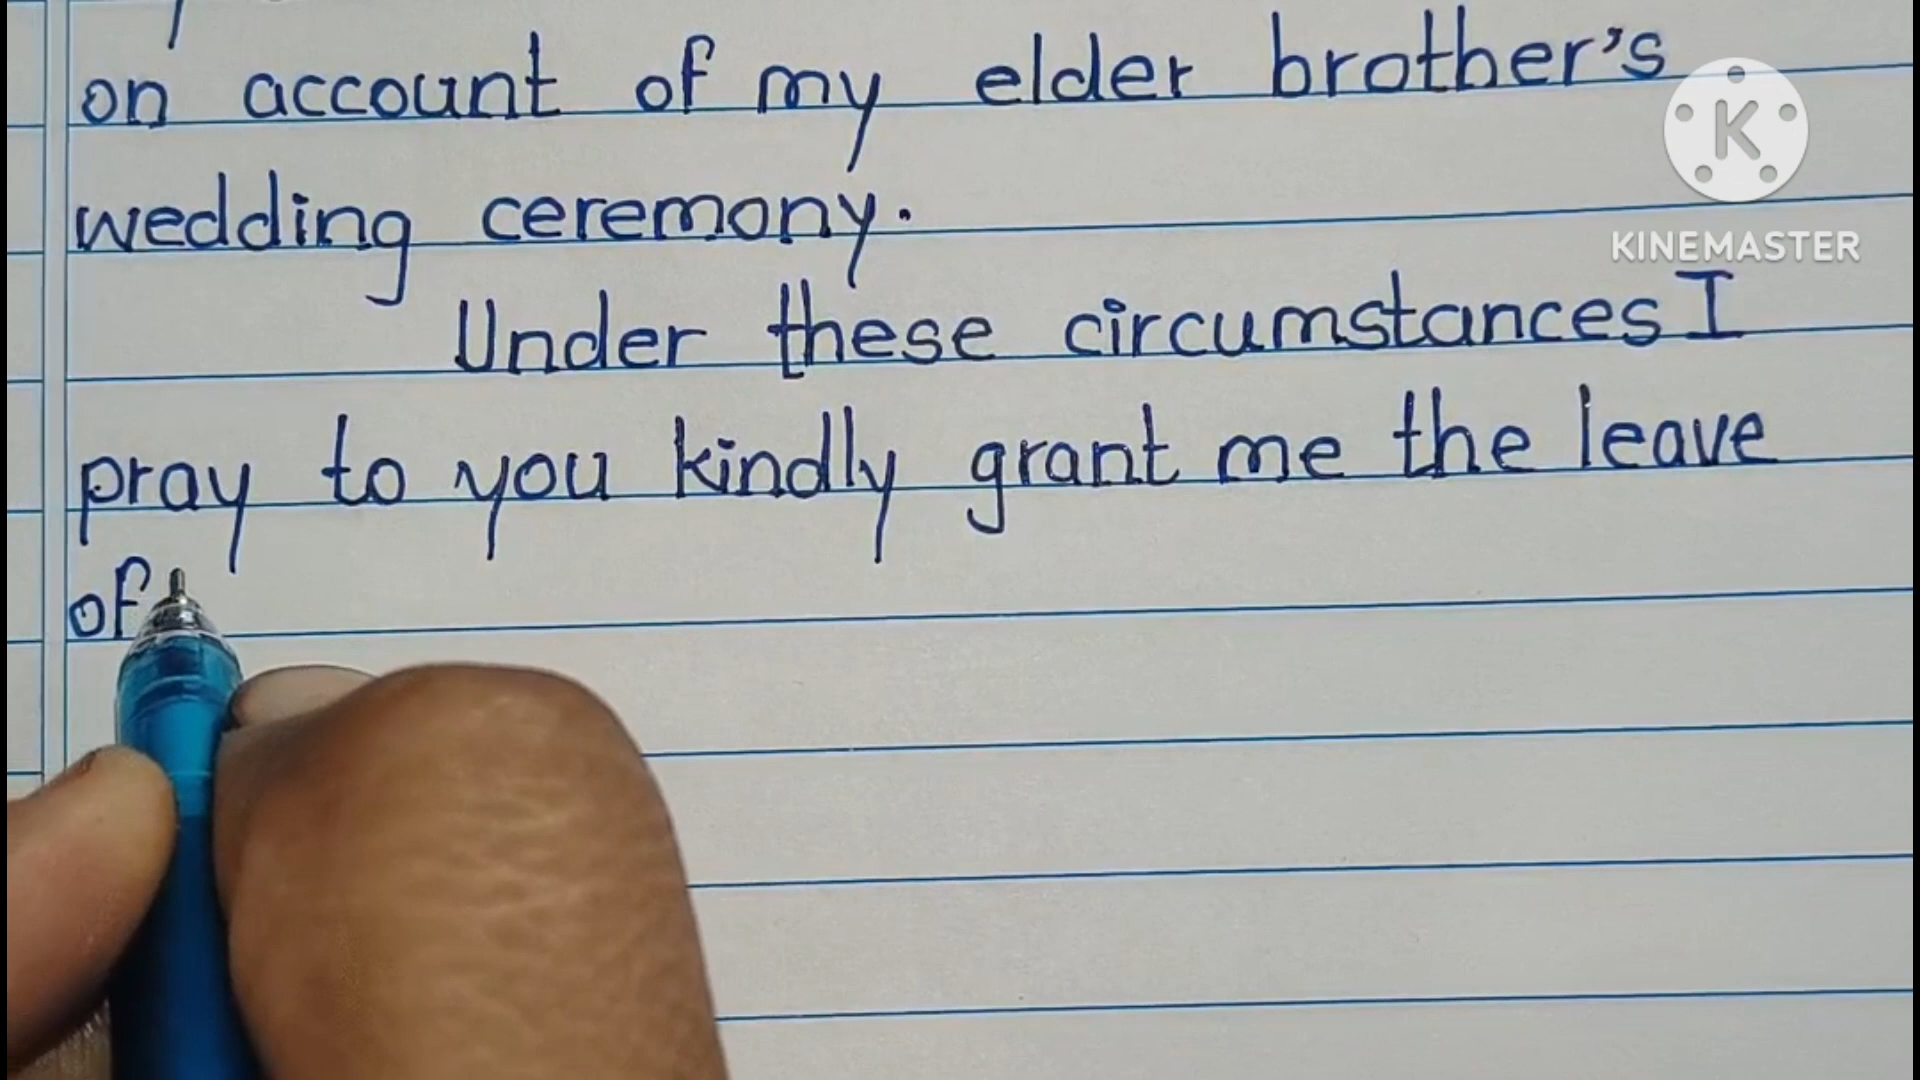 on account of my elder brother's
wedding ceremony.
Under these circumstances I
pray to you kindly grant me the leave
of
K
KINEMASTER